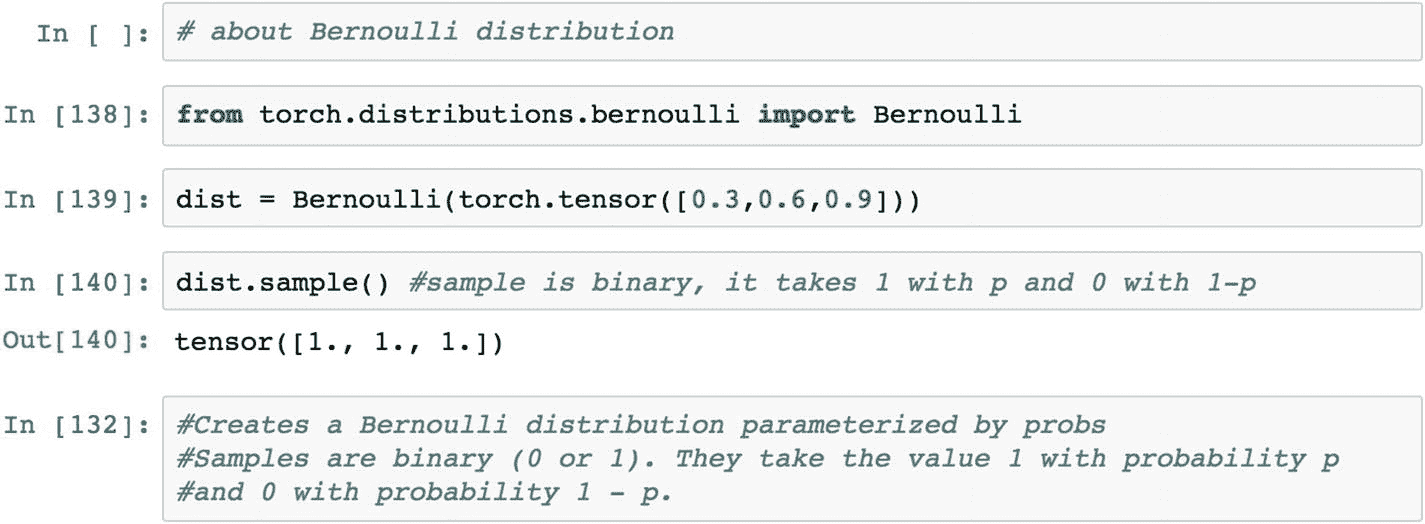 In [ ]: # about Bernoulli distribution
In [138]: from torch.distributions.bernoulli import Bernoulli
In [139]: dist = Bernoulli(torch.tensor([0.3,0.6,0.9]))
In [140]: dist.sample() #sample is binary, it takes 1 with p and 0 with 1-p
Out[140]: tensor([1., 1., 1.])
In [132]: #Creates a Bernoulli distribution parameterized by probs
#Samples are binary (0 or 1). They take the value 1 with probability p
#and 0 with probability 1 - p.